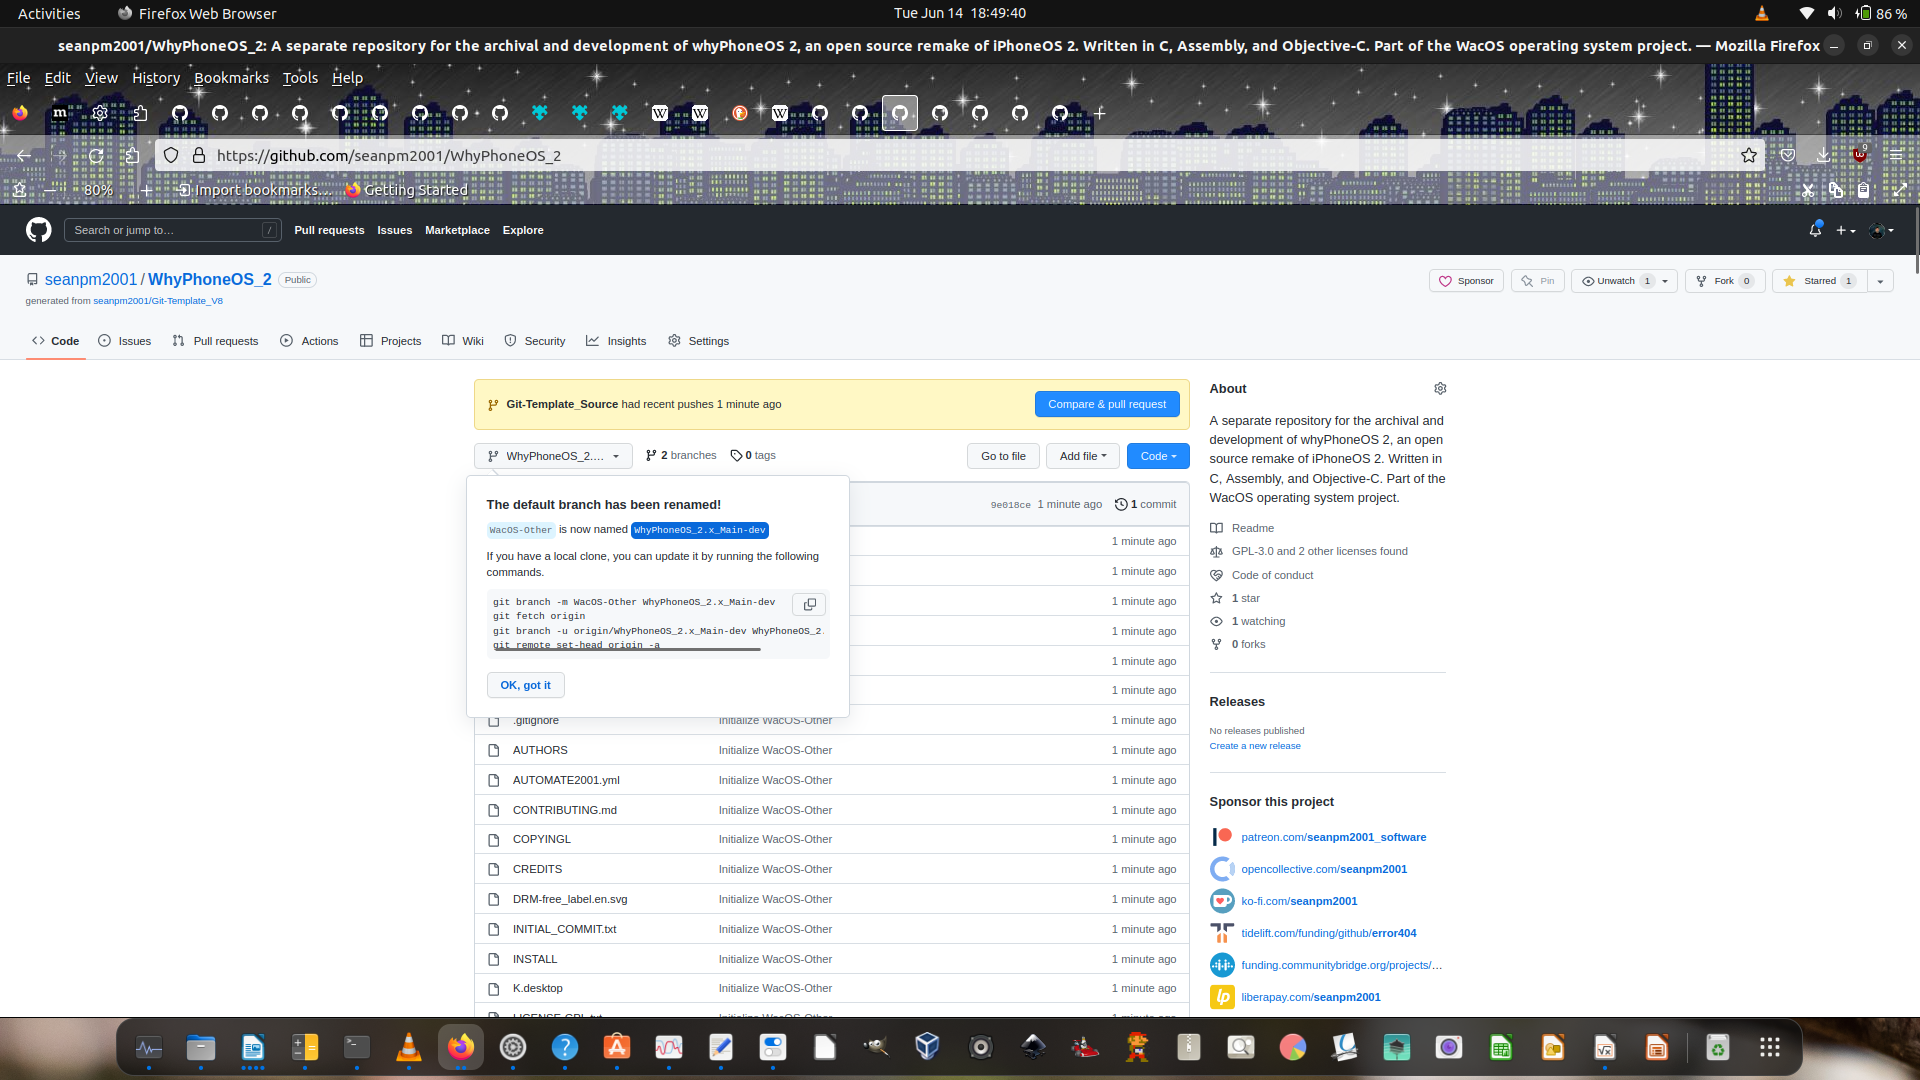 Activities
Firefox Web Browser
Tue Jun 14 18:49:40
86 %
seanpm2001/WhyPhoneOS_2: A separate repository for the archival and development of whyPhoneOS 2, an open source remake of iPhoneOS 2. Written in C, Assembly, and Objective-C. Part of the WacOS operating system project. — Mozilla Firefox
File Edit View History Bookmarks Tools Help
https://github.com/seanpm2001/WhyPhoneOS_2
9
80%
Import bookmarks...
Getting Started
Search or jump to...
/
Pull requests
Issues
Marketplace
Explore
seanpm2001 / WhyPhoneOS_2
Public
generated from seanpm2001/Git-Template_V8
Sponsor
Pin
Unwatch 1
Fork 0
Starred 1
Code
Issues
Pull requests
Actions
Projects
Wiki
Security
Insights
Settings
Git-Template_Source had recent pushes 1 minute ago
Compare & pull request
WhyPhoneOS_2....
2 branches
0 tags
Go to file
Add file
Code
The default branch has been renamed!
WacOS-Other is now named WhyPhoneOS_2.x_Main-dev
If you have a local clone, you can update it by running the following
commands.
git branch -m WacOS-Other WhyPhoneOS_2.x_Main-dev
git fetch origin
git branch -u origin/WhyPhoneOS_2.x_Main-dev WhyPhoneOS_2.
git remote set-head origin -a
OK, got it
9e018ce 1 minute ago
1 commit
1 minute ago
1 minute ago
1 minute ago
1 minute ago
1 minute ago
1 minute ago
.gitignore Initialize WacOS-Other 1 minute ago
AUTHORS Initialize WacOS-Other 1 minute ago
AUTOMATE2001.yml Initialize WacOS-Other 1 minute ago
CONTRIBUTING.md Initialize WacOS-Other 1 minute ago
COPYINGL Initialize WacOS-Other 1 minute ago
CREDITS Initialize WacOS-Other 1 minute ago
DRM-free_label.en.svg Initialize WacOS-Other 1 minute ago
INITIAL_COMMIT.txt Initialize WacOS-Other 1 minute ago
INSTALL Initialize WacOS-Other 1 minute ago
K.desktop Initialize WacOS-Other 1 minute ago
LICENSE-GPL.txt Initialize WacOS-Other 1 minute ago
About
A separate repository for the archival and
development of whyPhoneOS 2, an open
source remake of iPhoneOS 2. Written in
C, Assembly, and Objective-C. Part of the
WacOS operating system project.
Readme
GPL-3.0 and 2 other licenses found
Code of conduct
1 star
1 watching
0 forks
Releases
No releases published
Create a new release
Sponsor this project
patreon.com/seanpm2001_software
opencollective.com/seanpm2001
ko-fi.com/seanpm2001
tidelift.com/funding/github/error404
funding.communitybridge.org/projects/...
liberapay.com/seanpm2001